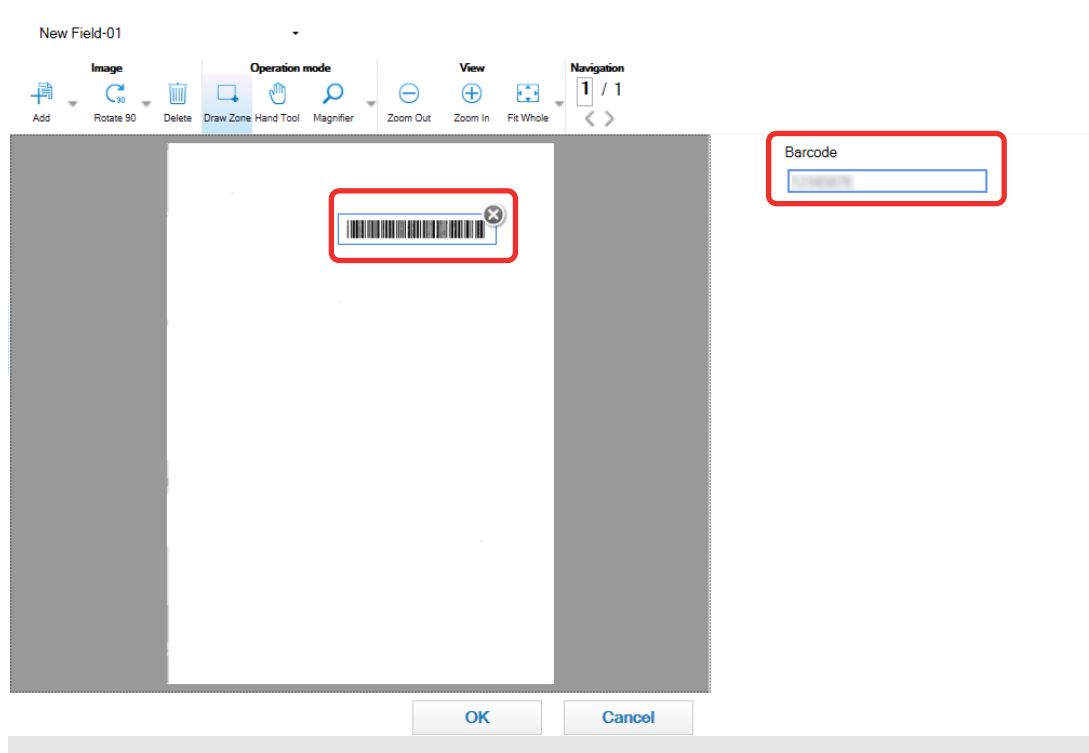 New Field-01
Image Operation mode View Navigation
1 / 1
90
Add Rotate 90 Delete Draw Zone Hand Tool Magnifier Zoom Out Zoom In Fit Whole
Barcode
OK Cancel